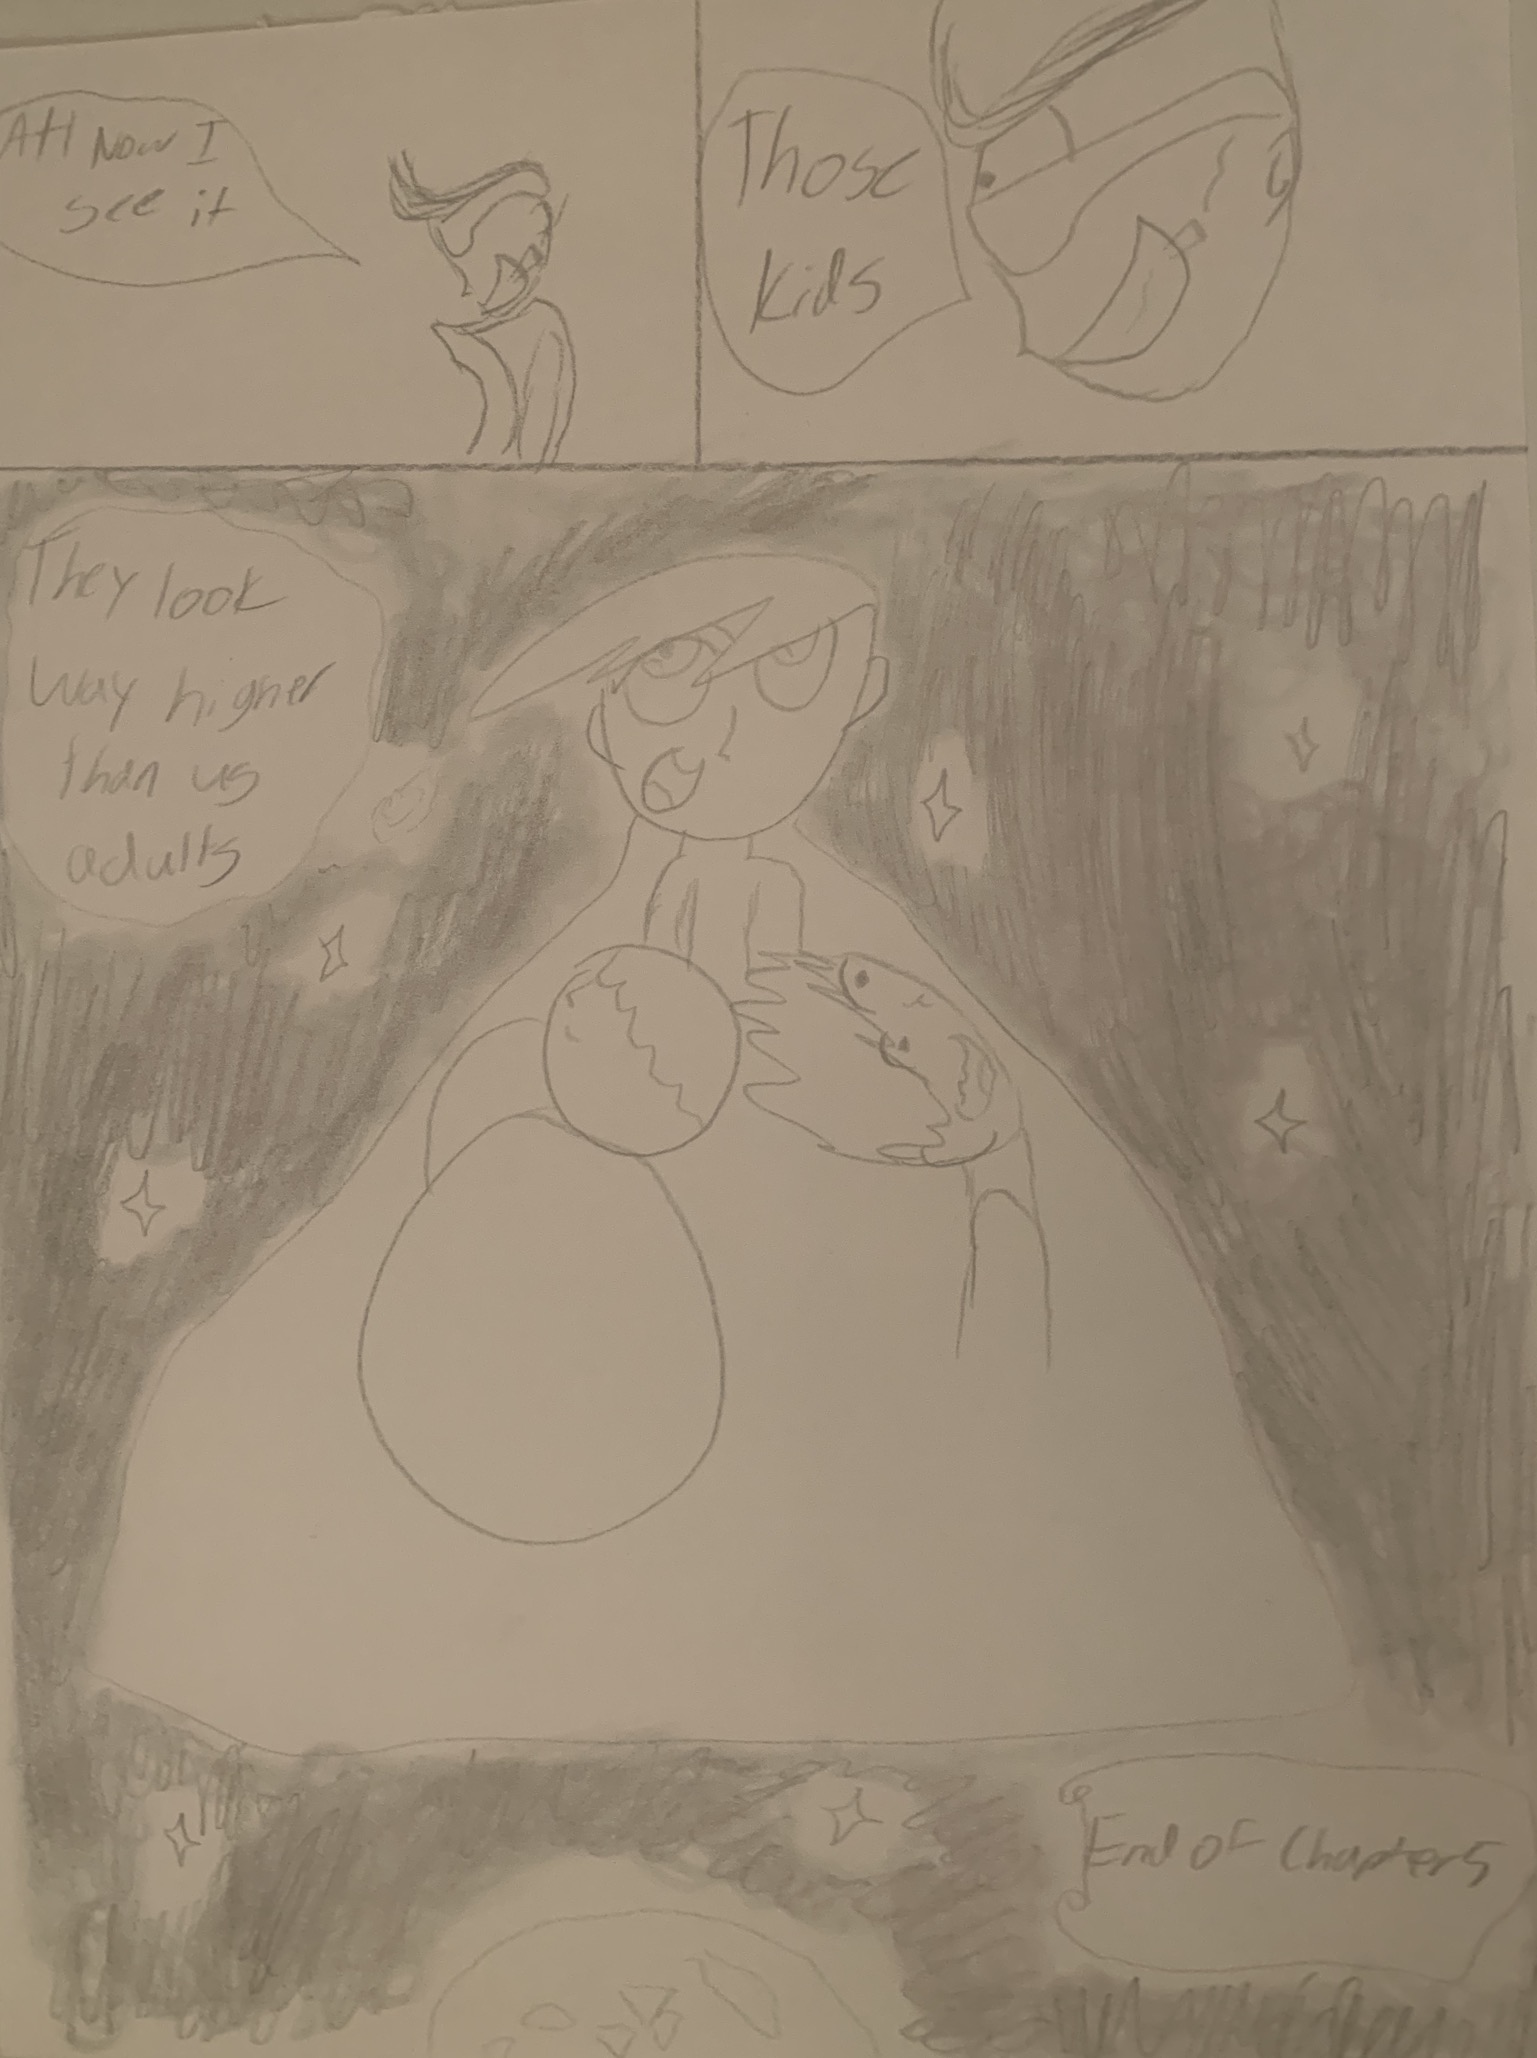 AH Now I
see it
Those
Kids
They look
way higher
than us
adults
End of Chapter 5